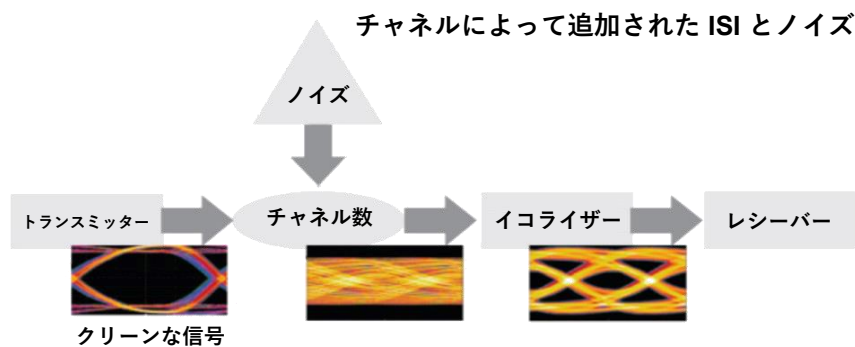 チャネルによって追加された ISI とノイズ
ノイズ
トランスミッター
チャネル数
イコライザー
レシーバー
クリーンな信号